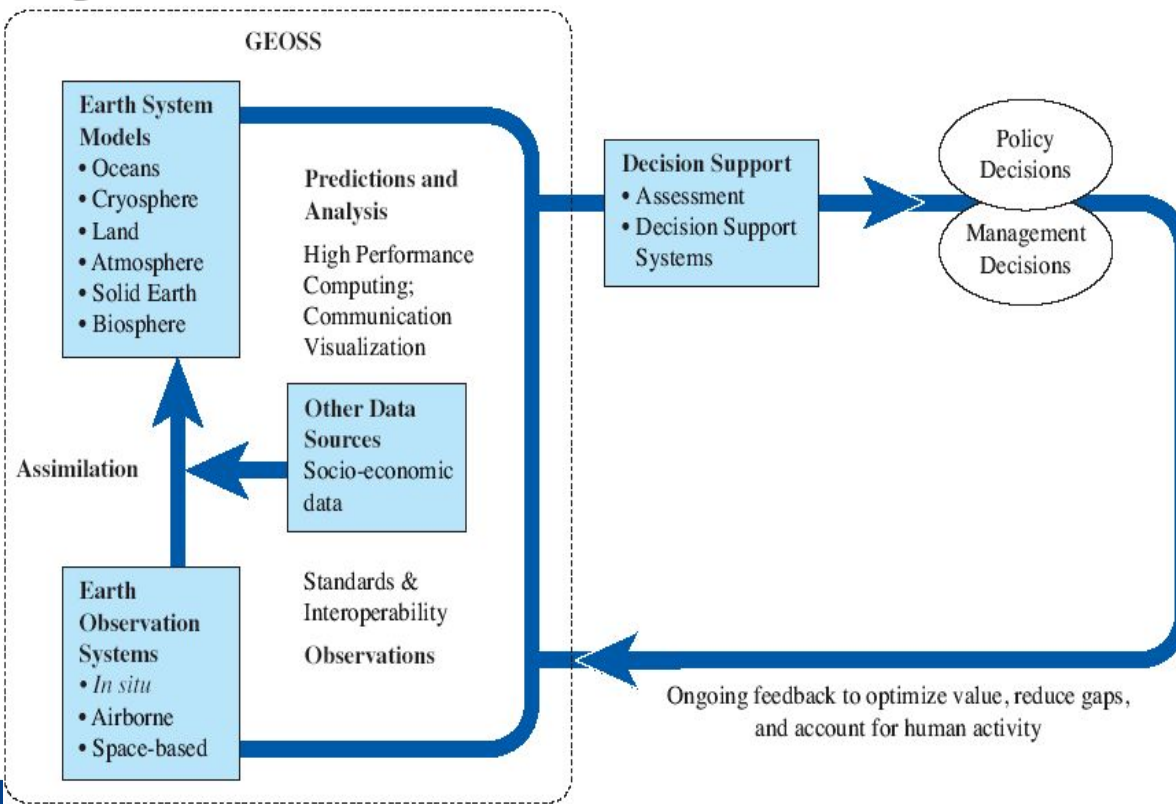 GEOSS
Earth System
Models
• Oceans
• Cryosphere
• Land
• Atmosphere
• Solid Earth
• Biosphere
Predictions and
Analysis
High Performance
Computing;
Communication
Visualization
Other Data
Sources
Socio-economic
data
Assimilation
Earth
Observation
Systems
• In situ
• Airborne
• Space-based
Standards &
Interoperability
Observations
Decision Support
• Assessment
• Decision Support
Systems
Policy
Decisions
Management
Decisions
Ongoing feedback to optimize value, reduce gaps,
and account for human activity